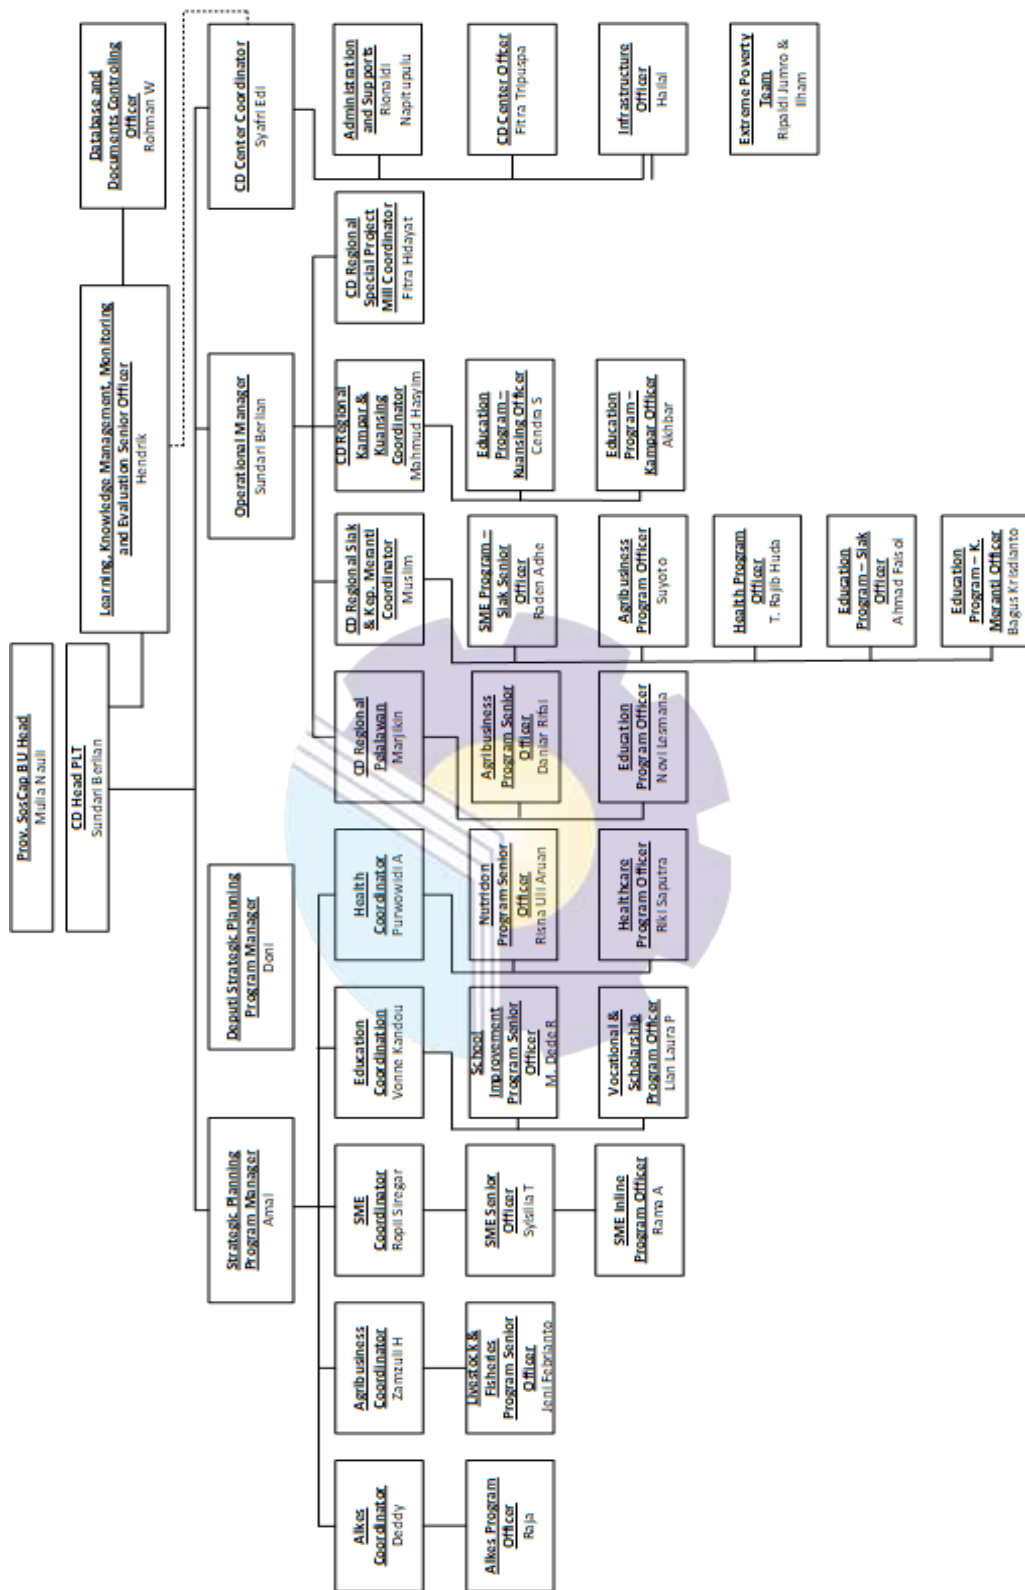 Prov. SosCap BU Head
Mulia Nauli
CD Head PLT
Sundari Berlian
Learning, Knowledge Management, Monitoring
and Evaluation Senior Officer
Hendrik
Database and
Documents Controling
Officer
Rohman W
Strategic Planning
Program Manager
Amal
Deputi Strategic Planning
Program Manager
Doni
Operational Manager
Sundari Berlian
CD Center Coordinator
Syafri Edi
Alkes
Coordinator
Deddy
Agribusiness
Coordinator
Zamzuli H
SME
Coordinator
Ropil Siregar
Education
Coordination
Vonne Kandou
Health
Coordinator
Purwowidi A
CD Regional
Pelalawan
Marjikin
CD Regional Siak
& Kep. Meranti
Coordinator
Muslim
CD Regional
Kampar &
Kuansing
Coordinator
Mahmud Hasyim
CD Regional
Special Project
Mill Coordinator
Fitra Hidayat
Administration
and Supports
Rionaldi
Napitupulu
Alkes Program
Officer
Raja
Livestock &
Fisheries
Program Senior
Officer
Jeni Febrianto
SME Senior
Officer
Sylsilia T
School
Improvement
Program Senior
Officer
M. Dede R
Nutridon
Program Senior
Officer
Risna Uli Aruan
Agribusiness
Program Senior
Officer
Daniar Rifai
SME Program –
Siak Senior
Officer
Raden Adhe
Education
Program –
Kuansing Officer
Cendra S
CD Center Offcer
Fitra Tripuspa
SME Inline
Program Officer
Rama A
Vocational &
Scholarship
Program Officer
Lian Laura P
Healthcare
Program Officer
Riki Saputra
Education
Program Officer
Novi Lesmana
Agribusiness
Program Officer
Suyoto
Education
Program –
Kampar Officer
Akhbar
Infrastructure
Officer
Hailal
Health Program
Officer
T. Rajib Huda
Extreme Poverty
Team
Ripaldi Jumro &
Ilham
Education
Program – Siak
Officer
Ahmad Faisol
Education
Program – K.
Meranti Officer
Bagus Krisdianto